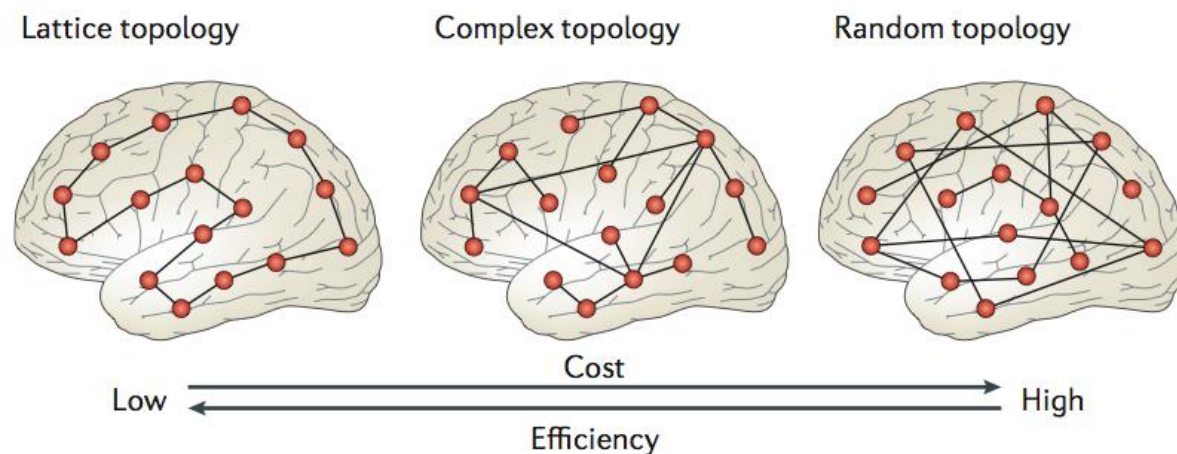 Lattice topology
Complex topology
Random topology
Cost
Low
High
Efficiency